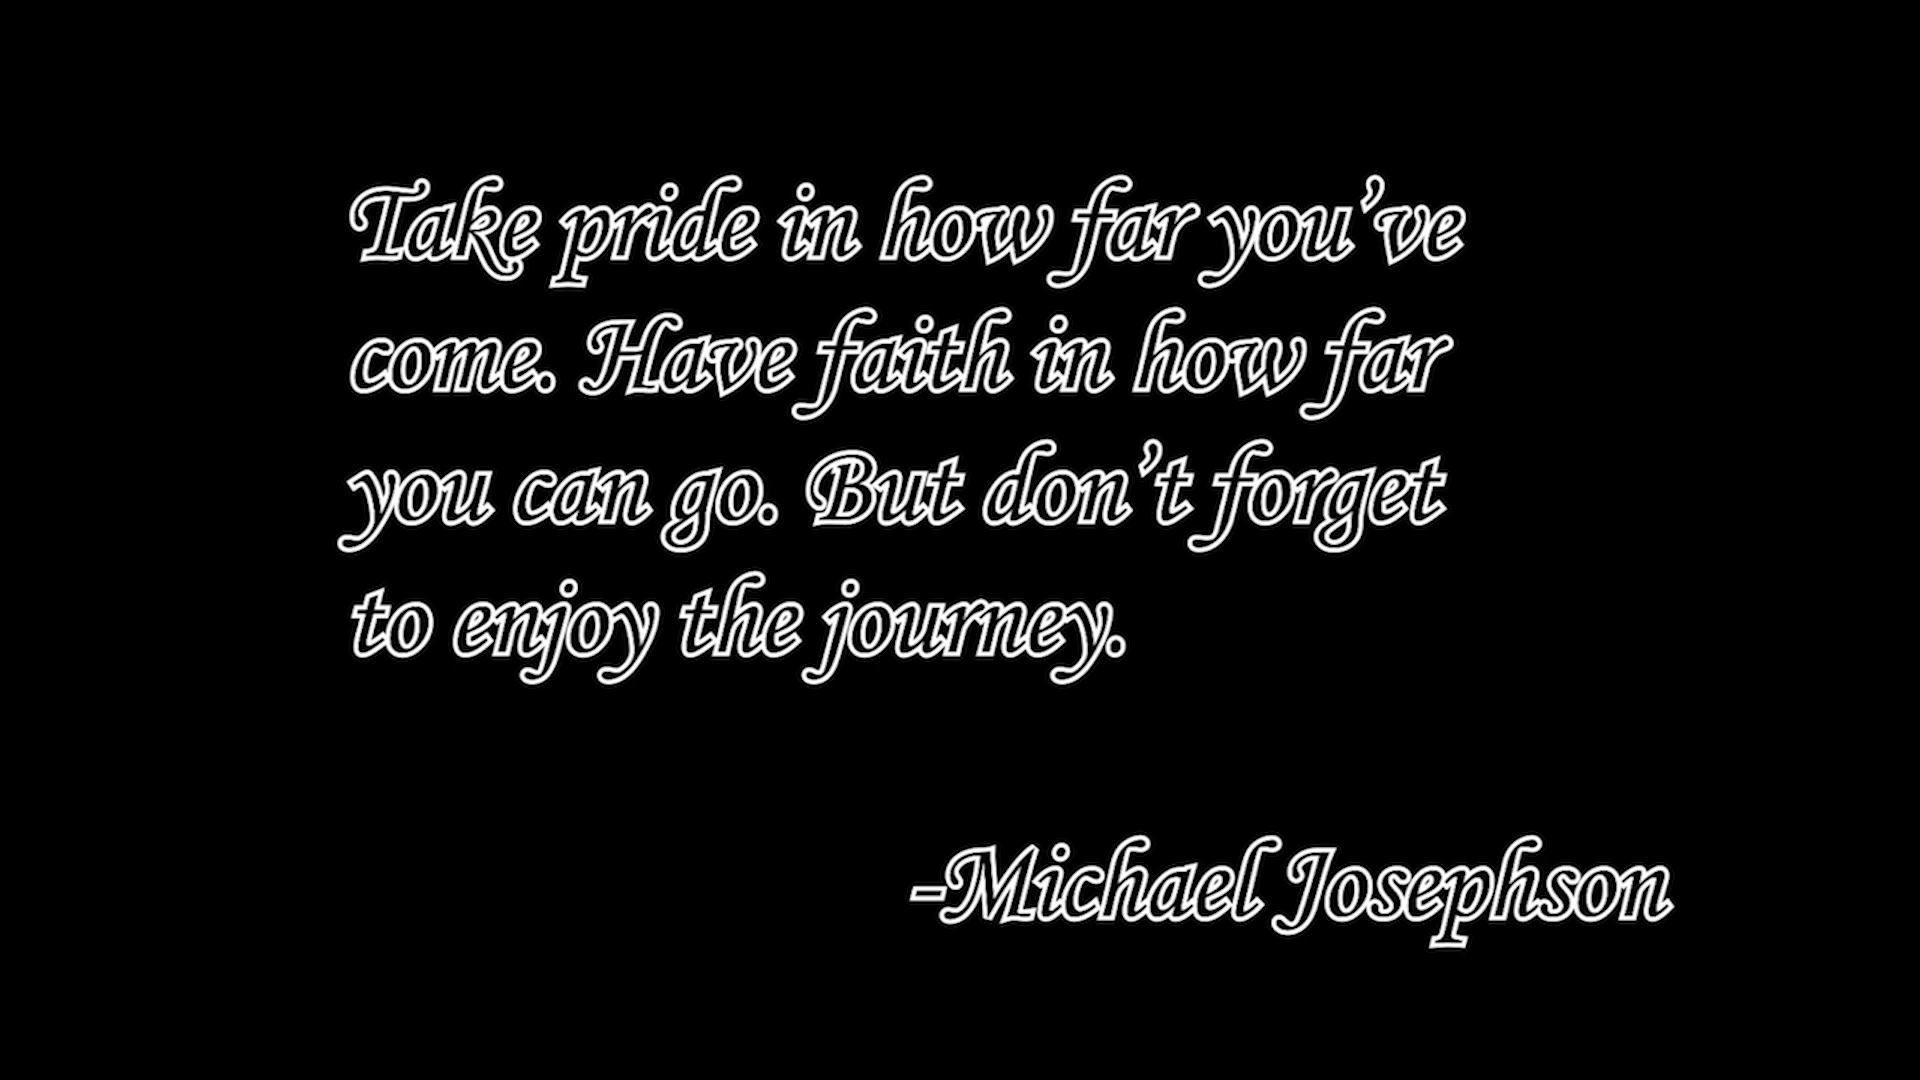 Take pride in how far you’ve
come. Have faith in how far
you can go. But don’t forget
to enjoy the journey.
-Michael Josephson